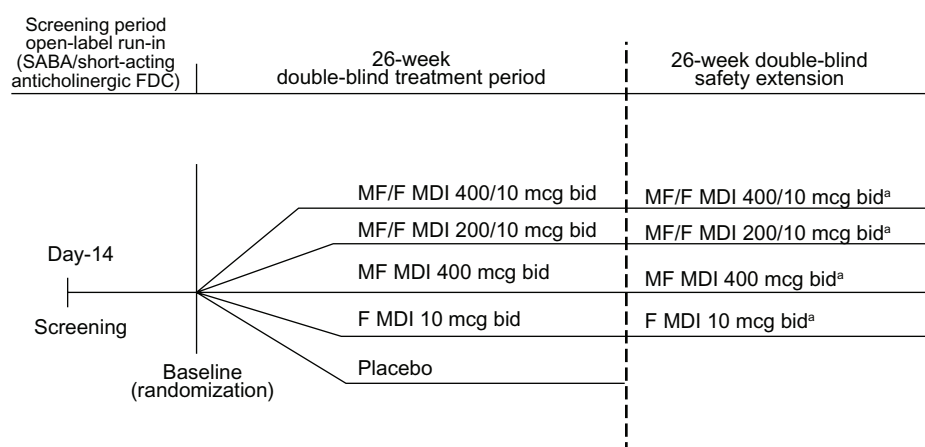 Screening period
open-label run-in
(SABA/short-acting
anticholinergic FDC)
26-week
double-blind treatment period
26-week double-blind
safety extension
MF/F MDI 400/10 mcg bid
MF/F MDI 400/10 mcg bidᵃ
MF/F MDI 200/10 mcg bid
MF/F MDI 200/10 mcg bidᵃ
Day-14
MF MDI 400 mcg bid
MF MDI 400 mcg bidᵃ
Screening
F MDI 10 mcg bid
F MDI 10 mcg bidᵃ
Placebo
Baseline
(randomization)